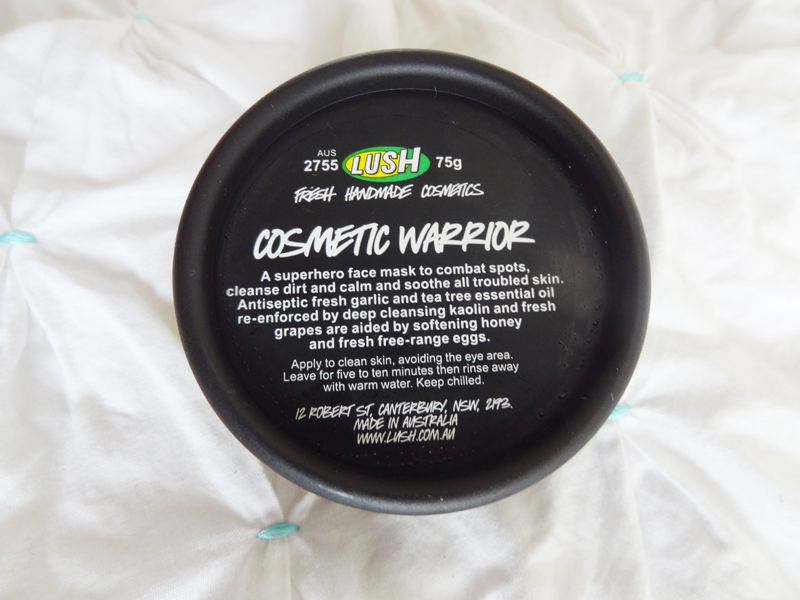 AUS
2755 LUSH 75g
FRESH HANDMADE COSMETICS
COSMETIC WARRIOR
A superhero face mask to combat spots,
cleanse dirt and calm and soothe all troubled skin.
Antiseptic fresh garlic and tea tree essential oil
re-enforced by deep cleansing kaolin and fresh
grapes are aided by softening honey
and fresh free-range eggs.
Apply to clean skin, avoiding the eye area.
Leave for five to ten minutes then rinse away
with warm water. Keep chilled.
12 ROBERT ST, CANTERBURY, NSW, 2193.
MADE IN AUSTRALIA
WWW.LUSH.COM.AU